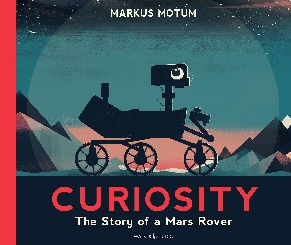 MARKUS MOTUM
CURIOSITY
The Story of a Mars Rover